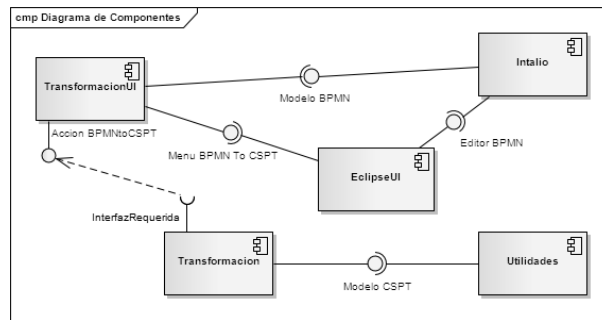 cmp Diagrama de Componentes
TransformacionUI
Intalio
Modelo BPMN
Accion BPMNtoCSPT
Menu BPMN To CSPT
Editor BPMN
EclipseUI
InterfazRequerida
Transformacion
Utilidades
Modelo CSPT